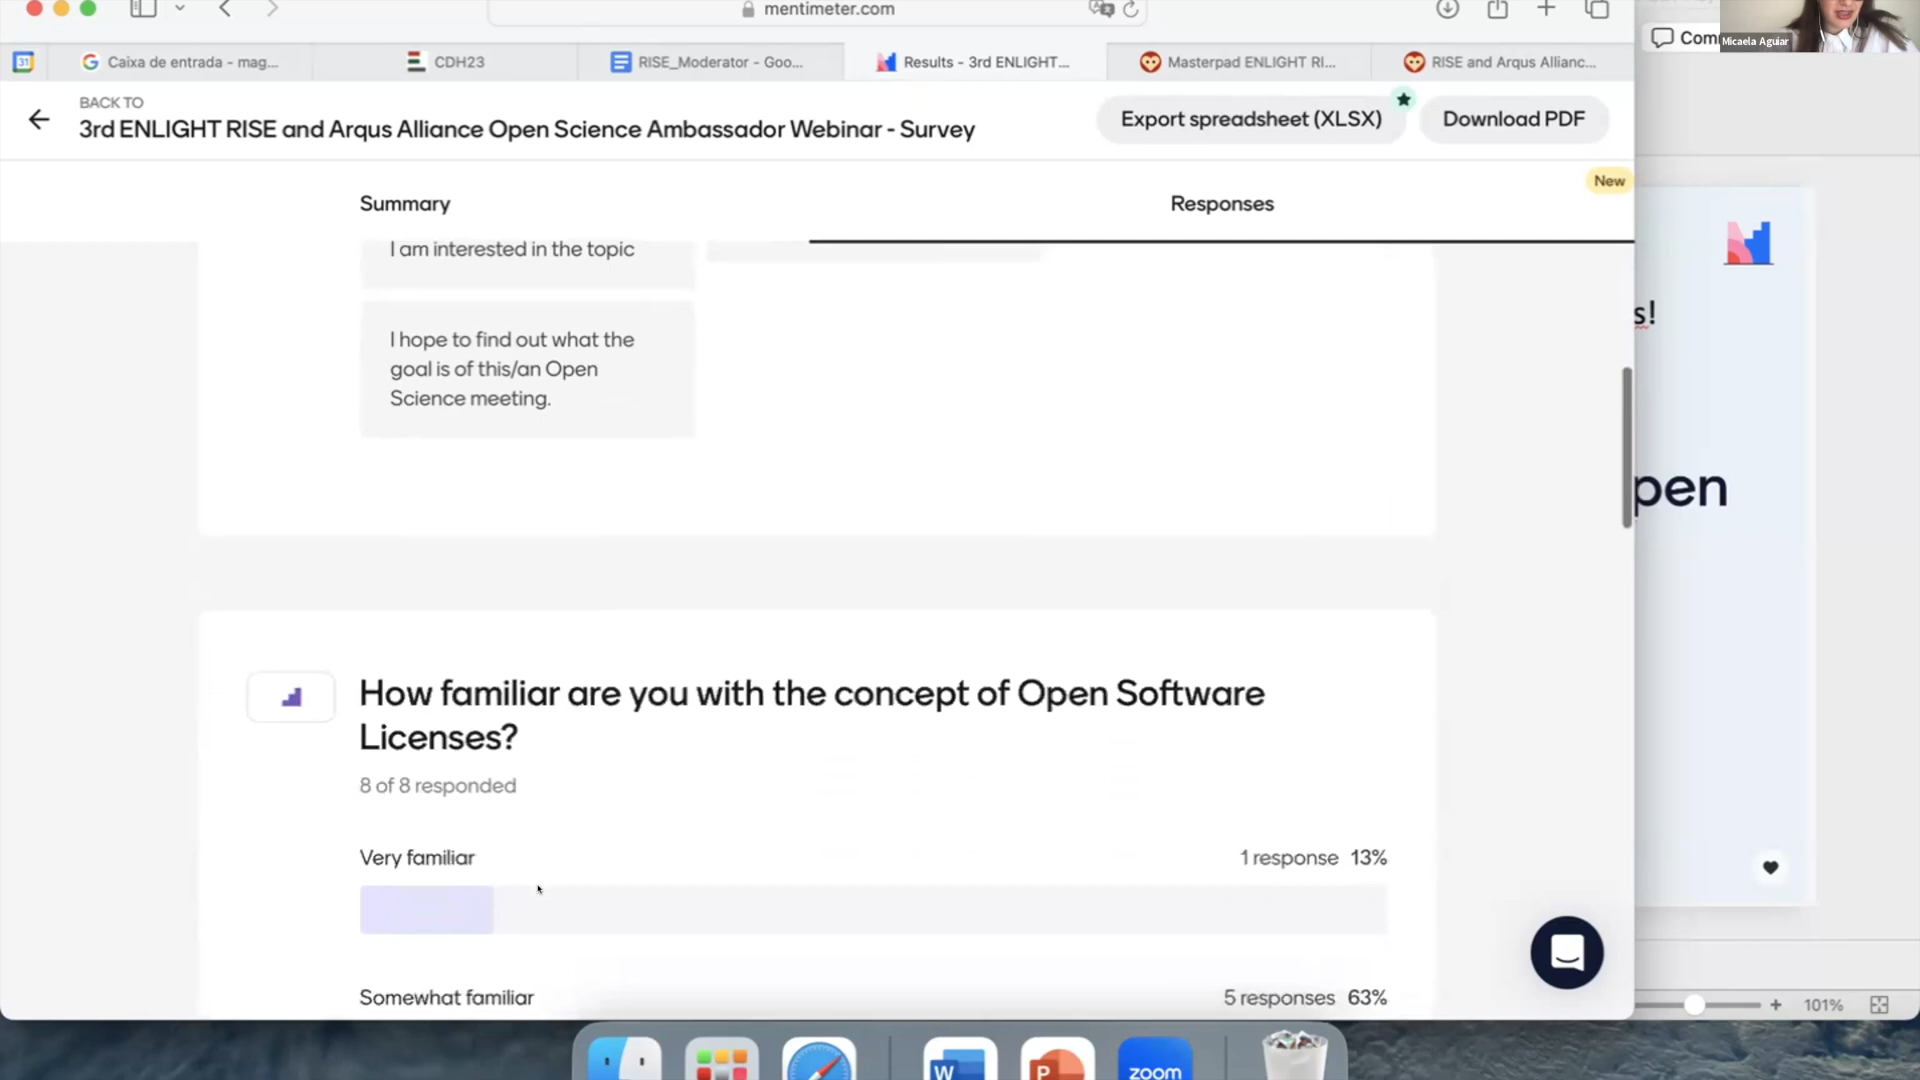 mentimeter.com
Com
Micaela Aguiar
31
Caixa de entrada - mag...
CDH23
RISE_Moderator - Goo...
Results - 3rd ENLIGHT...
Masterpad ENLIGHT RI...
RISE and Arqus Allianc...
BACK TO
3rd ENLIGHT RISE and Arqus Alliance Open Science Ambassador Webinar - Survey
Export spreadsheet (XLSX)
Download PDF
New
Summary
Responses
I am interested in the topic
s!
I hope to find out what the
goal is of this/an Open
Science meeting.
pen
How familiar are you with the concept of Open Software
Licenses?
8 of 8 responded
Very familiar
1 response 13%
Somewhat familiar
5 responses 63%
101%
W
P
zoom